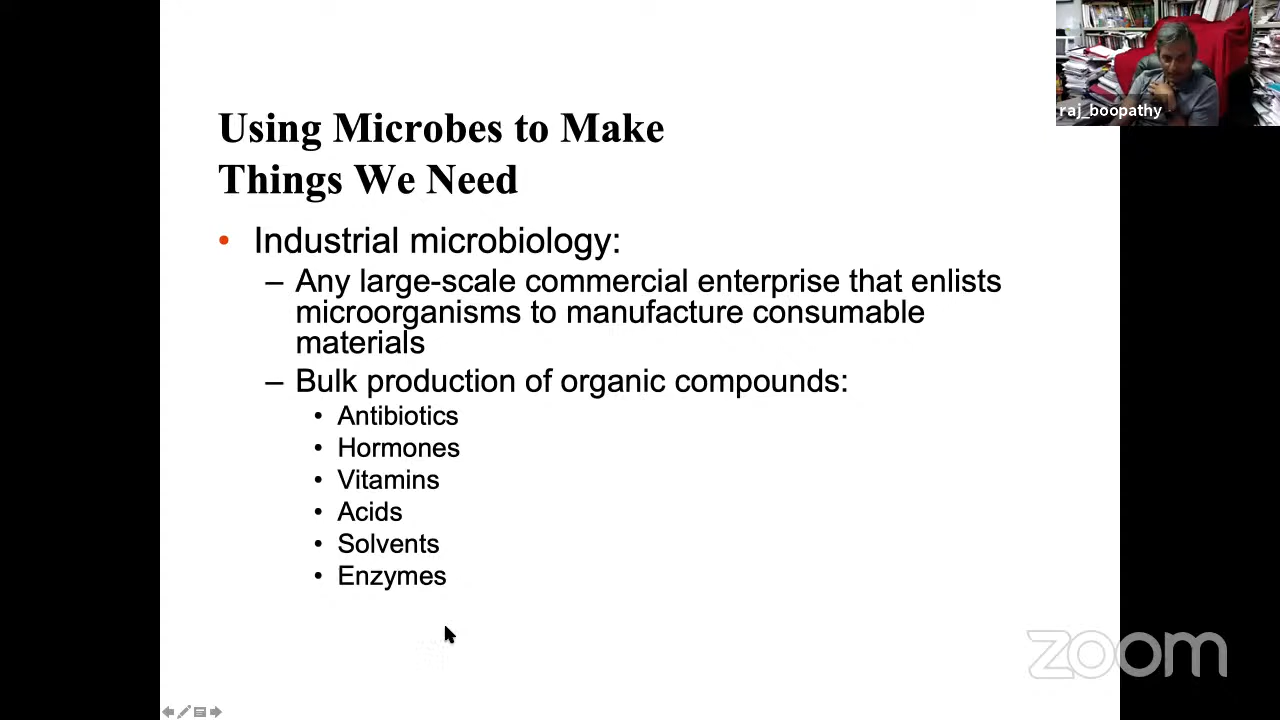 raj_boopathy
Using Microbes to Make
Things We Need
• Industrial microbiology:
– Any large-scale commercial enterprise that enlists
microorganisms to manufacture consumable
materials
– Bulk production of organic compounds:
• Antibiotics
• Hormones
• Vitamins
• Acids
• Solvents
• Enzymes
zoom